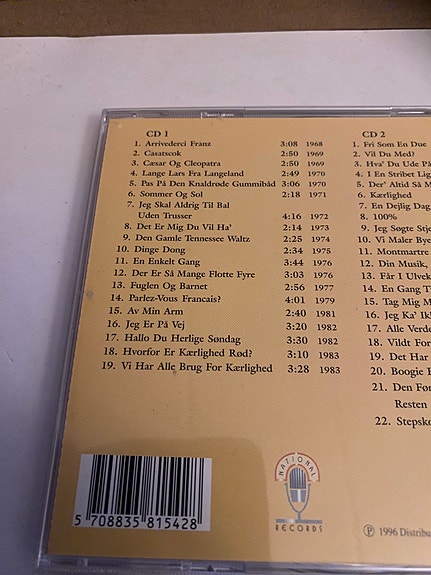 CD 1
1. Arrivederci Franz 3:08 1968
2. Casatscok 2:50 1969
3. Cæsar Og Cleopatra 2:50 1969
4. Lange Lars Fra Langeland 2:49 1970
5. Pas På Den Knaldrøde Gummibåd 3:06 1970
6. Sommer Og Sol 2:18 1971
7. Jeg Skal Aldrig Til Bal
Uden Trusser 4:16 1972
8. Det Er Mig Du Vil Ha' 2:14 1973
9. Den Gamle Tennessee Waltz 2:25 1974
10. Dinge Dong 2:34 1975
11. En Enkelt Gang 3:44 1976
12. Der Er Så Mange Flotte Fyre 3:03 1976
13. Fuglen Og Barnet 2:56 1977
14. Parlez-Vous Francais? 4:01 1979
15. Av Min Arm 2:40 1981
16. Jeg Er På Vej 3:20 1982
17. Hallo Du Herlige Søndag 3:30 1982
18. Hvorfor Er Kærlighed Rød? 3:10 1983
19. Vi Har Alle Brug For Kærlighed 3:28 1983
CD 2
1. Fri Som En Due
2. Vil Du Med?
3. Hva' Du Ude På
4. I En Stribet Lig
5. Der' Altid Så M
6. Kærlighed
7. En Dejlig Dag
8. 100%
9. Jeg Søgte Stje
10. Vi Maler Bye
11. Montmartre
12. Din Musik,
13. Får I Ulvek
14. En Gang T
15. Tag Mig M
16. Jeg Ka' Ik
17. Alle Verde
18. Vildt For
19. Det Har
20. Boogie
21. Den Før
Resten
22. Stepsko
5 708835 815428
NATIONAL
RECORDS
℗ 1996 Distribu